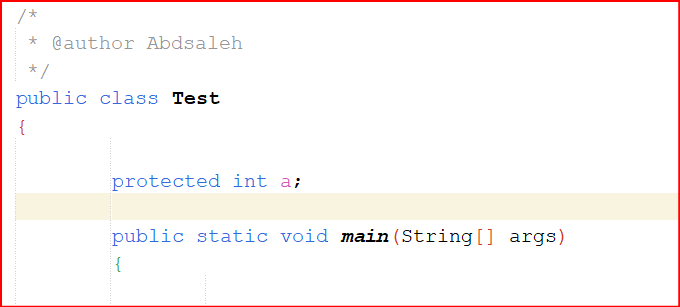 /*
* @author Abdsaleh
*/
public class Test
{
protected int a;
public static void main(String[] args)
{